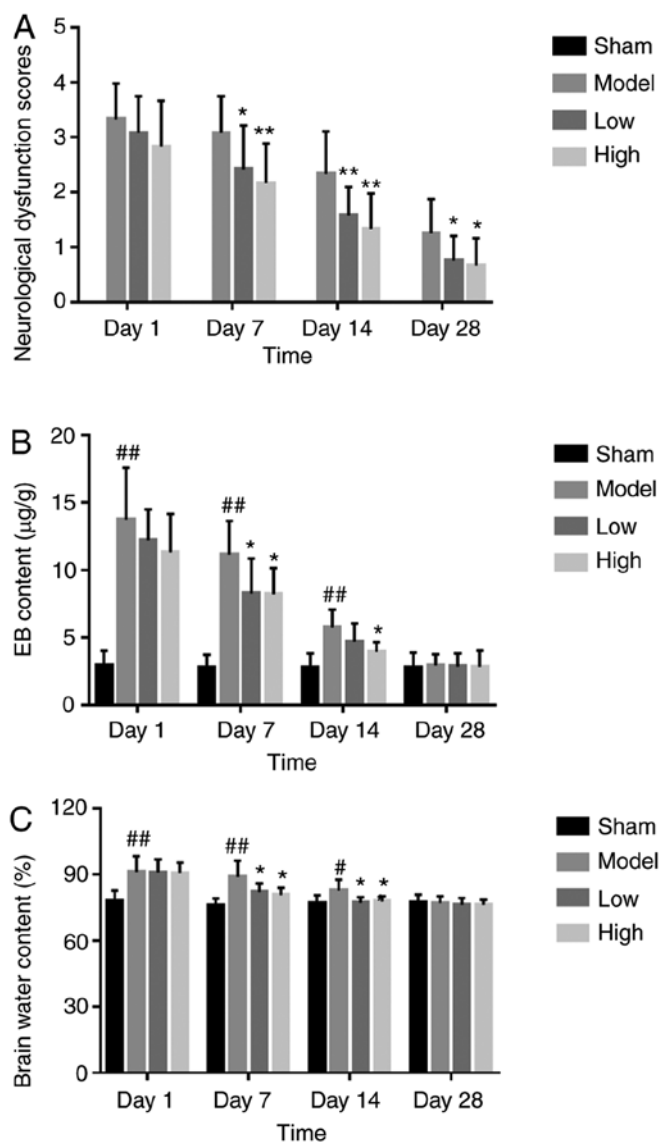 A
Neurological dysfunction scores
5
4
3
2
1
0
* ** ** ** * *
Day 1 Day 7 Day 14 Day 28
Time
Sham
Model
Low
High
B
EB content (µg/g)
20
15
10
5
0
## ## * * ## *
Day 1 Day 7 Day 14 Day 28
Time
Sham
Model
Low
High
C
Brain water content (%)
120
90
60
30
0
## ## * * # * *
Day 1 Day 7 Day 14 Day 28
Time
Sham
Model
Low
High